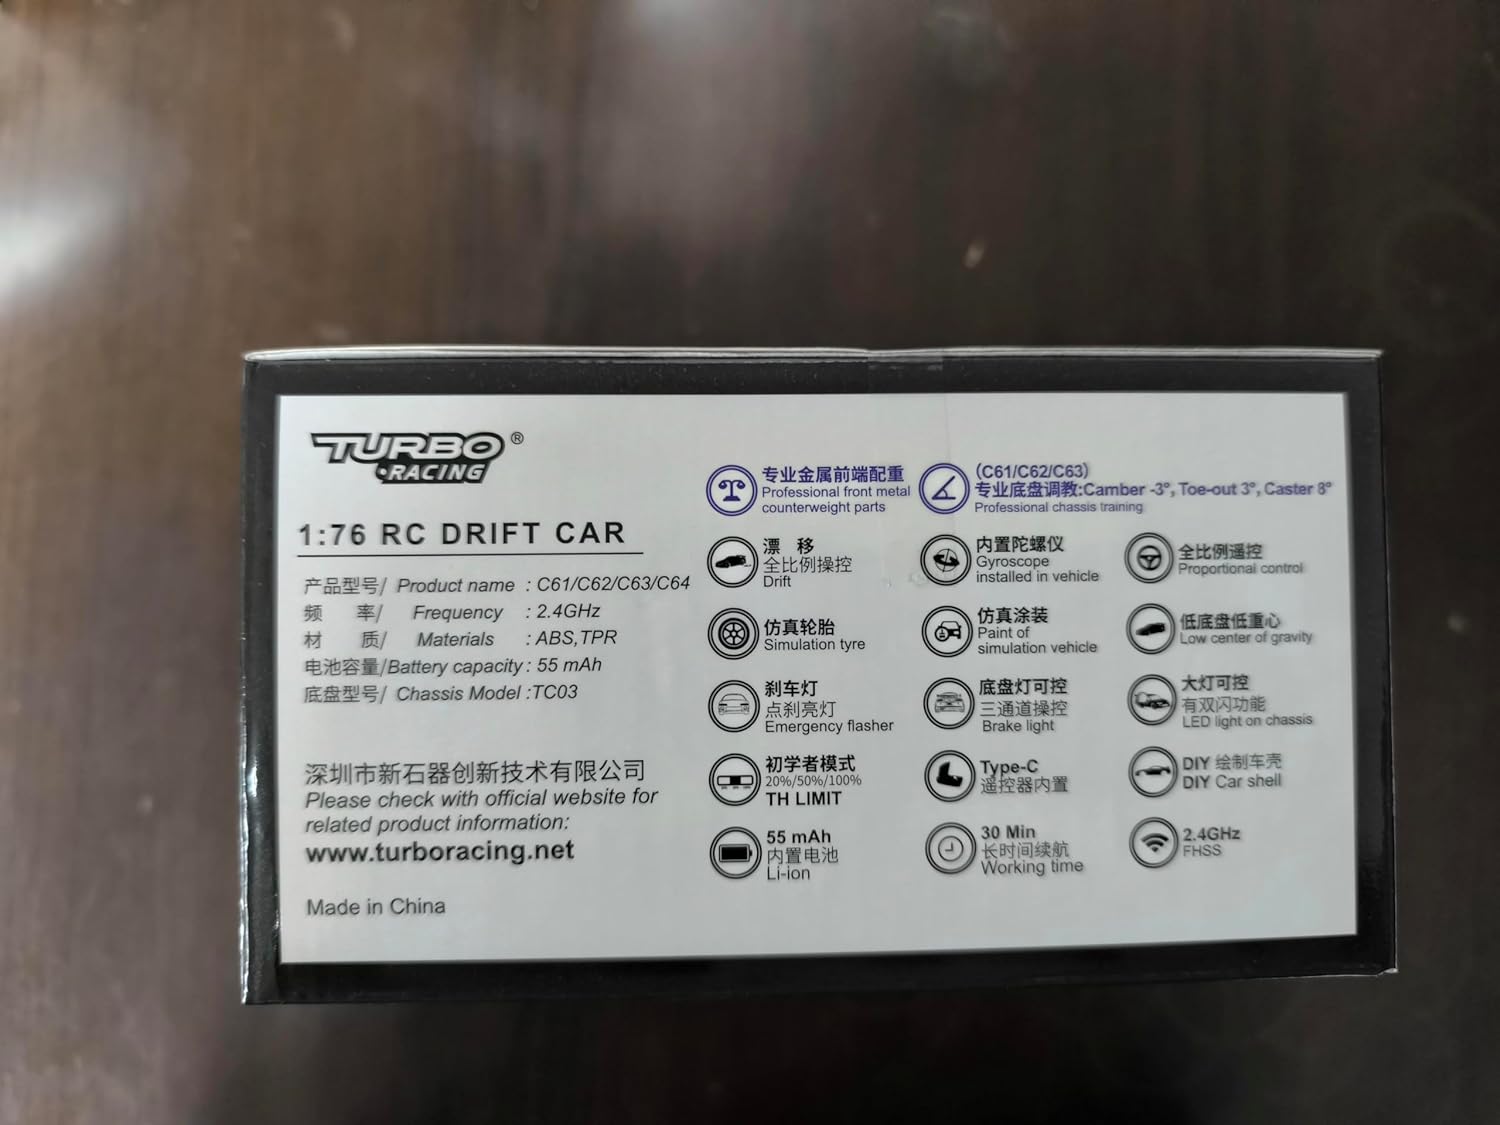 TURBO ®
RACING
1:76 RC DRIFT CAR
产品型号/ Product name : C61/C62/C63/C64
频 率/ Frequency : 2.4GHz
材 质/ Materials : ABS,TPR
电池容量/Battery capacity : 55 mAh
底盘型号/ Chassis Model :TC03
深圳市新石器创新技术有限公司
Please check with official website for
related product information:
www.turboracing.net
Made in China
专业金属前端配重
Professional front metal
counterweight parts
(C61/C62/C63)
专业底盘调教:Camber -3°, Toe-out 3°, Caster 8°
Professional chassis training
漂 移
全比例操控
Drift
内置陀螺仪
Gyroscope
installed in vehicle
全比例遥控
Proportional control
仿真轮胎
Simulation tyre
仿真涂装
Paint of
simulation vehicle
低底盘低重心
Low center of gravity
刹车灯
点刹亮灯
Emergency flasher
底盘灯可控
三通道操控
Brake light
大灯可控
有双闪功能
LED light on chassis
初学者模式
20%/50%/100%
TH LIMIT
Type-C
遥控器内置
DIY 绘制车壳
DIY Car shell
55 mAh
内置电池
Li-ion
30 Min
长时间续航
Working time
2.4GHz
FHSS